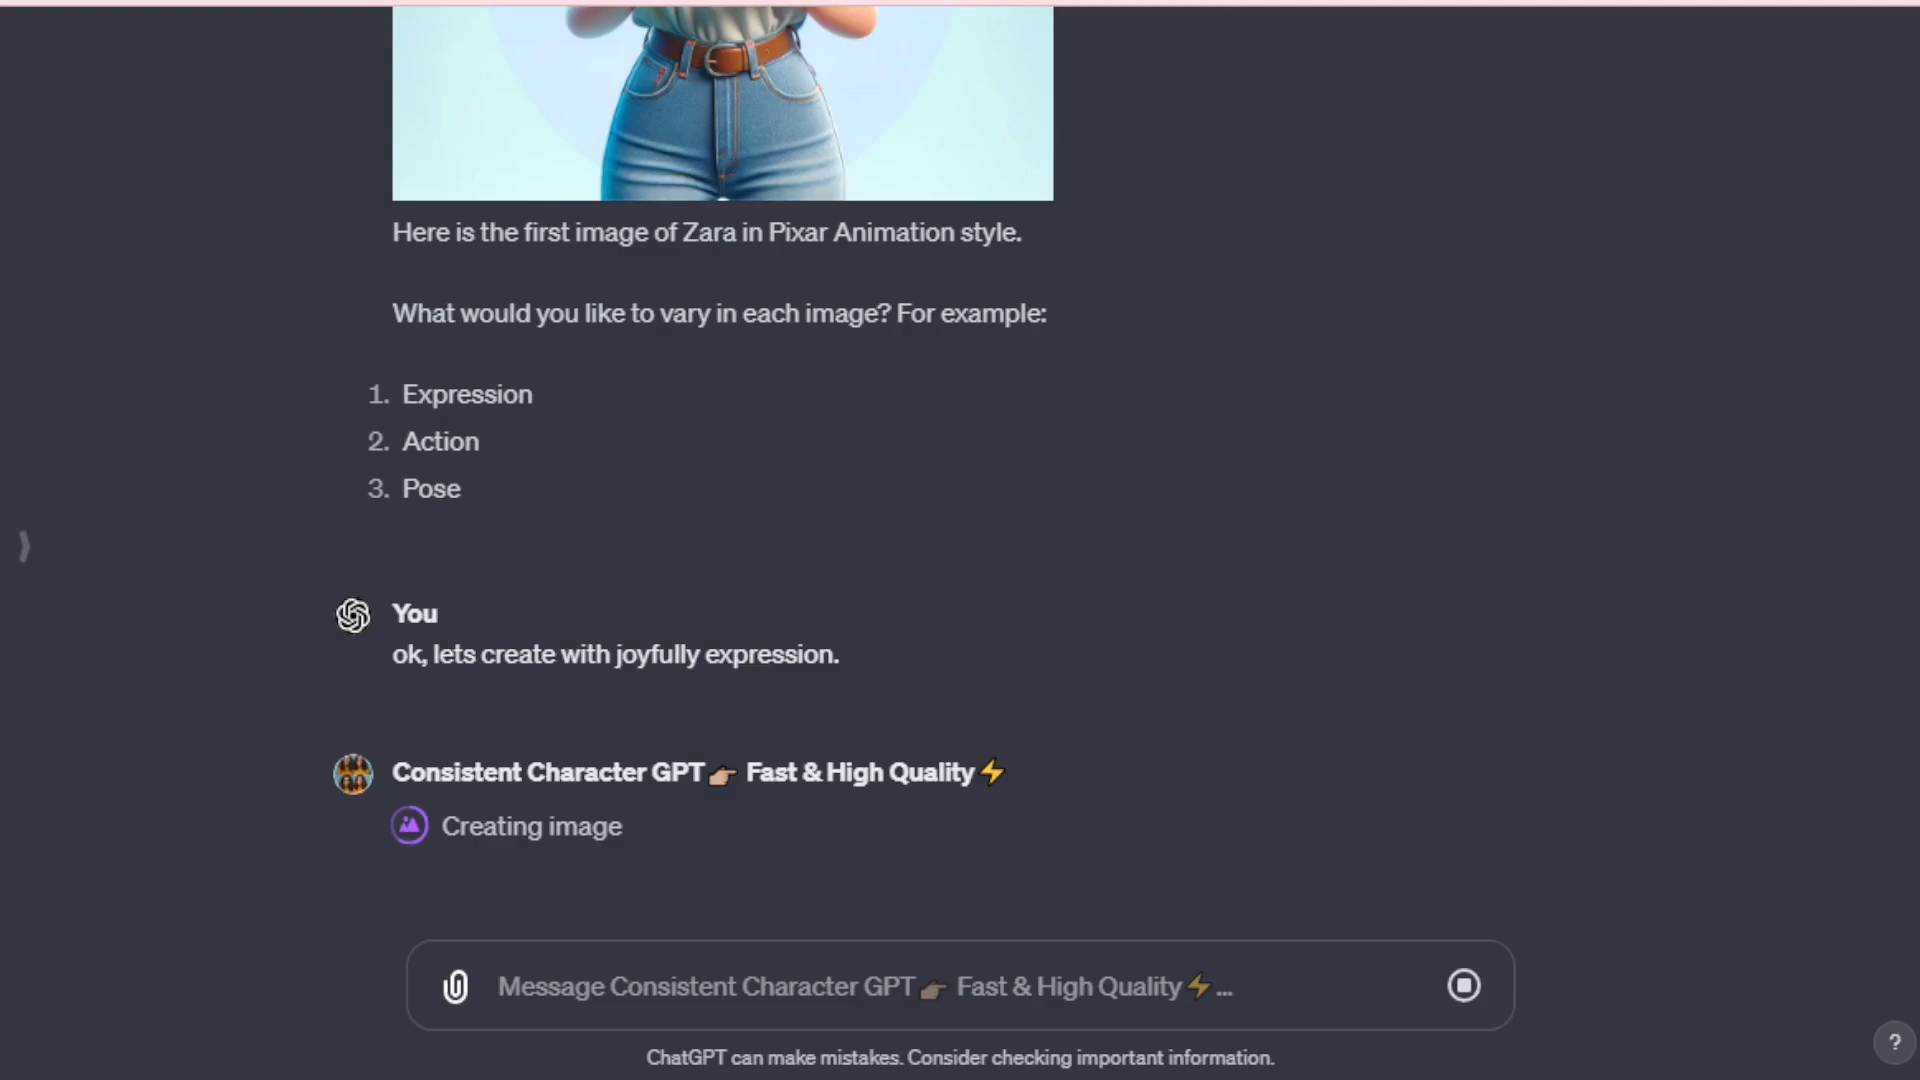 Here is the first image of Zara in Pixar Animation style.
What would you like to vary in each image? For example:
1. Expression
2. Action
3. Pose
You
ok, lets create with joyfully expression.
Consistent Character GPT👉🏽 Fast & High Quality⚡
Creating image
Message Consistent Character GPT👉🏽 Fast & High Quality⚡...
ChatGPT can make mistakes. Consider checking important information.
?